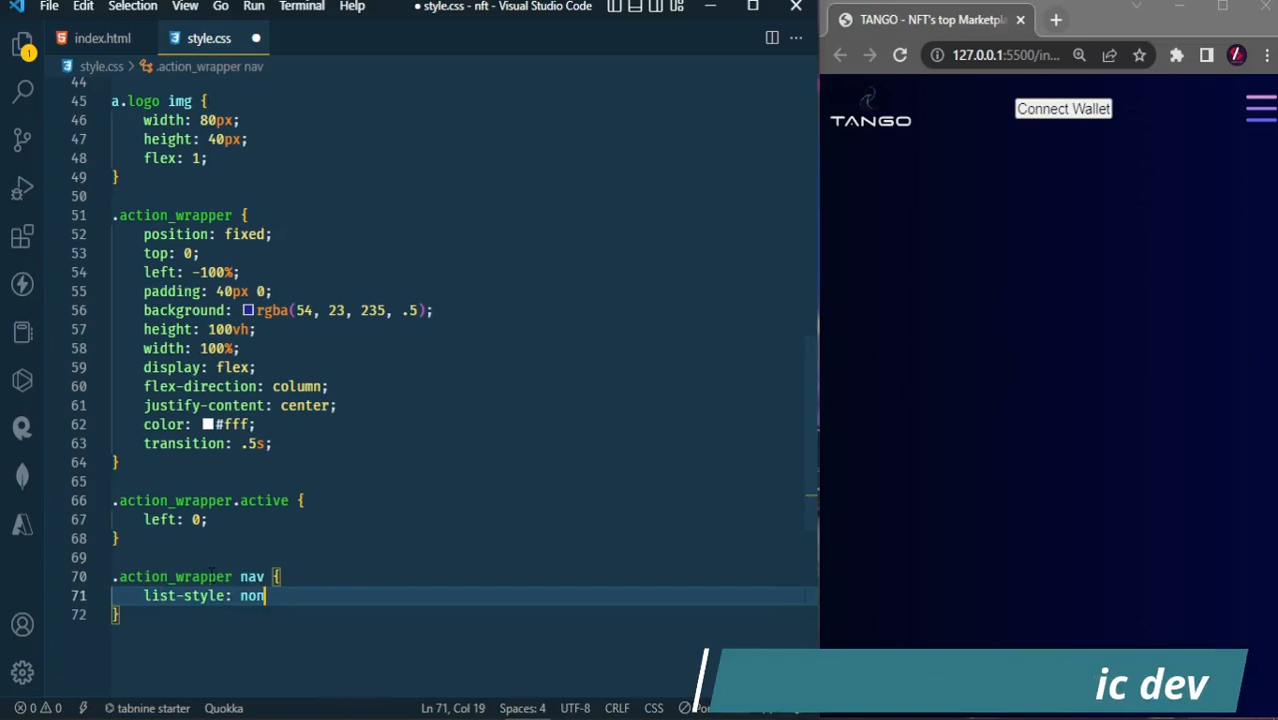 File Edit Selection View Go Run Terminal Help
● style.css - nft - Visual Studio Code
TANGO - NFT's top Marketpla
index.html
style.css
127.0.0.1:5500/in...
style.css > .action_wrapper nav
1
Connect Wallet
TANGO
44
45 a.logo img {
46 width: 80px;
47 height: 40px;
48 flex: 1;
49 }
50
51 .action_wrapper {
52 position: fixed;
53 top: 0;
54 left: -100%;
55 padding: 40px 0;
56 background: rgba(54, 23, 235, .5);
57 height: 100vh;
58 width: 100%;
59 display: flex;
60 flex-direction: column;
61 justify-content: center;
62 color: #fff;
63 transition: .5s;
64 }
65
66 .action_wrapper.active {
67 left: 0;
68 }
69
70 .action_wrapper nav {
71 list-style: non
72 }
ic dev
0 0 tabnine starter Quokka Ln 71, Col 19 Spaces: 4 UTF-8 CRLF CSS